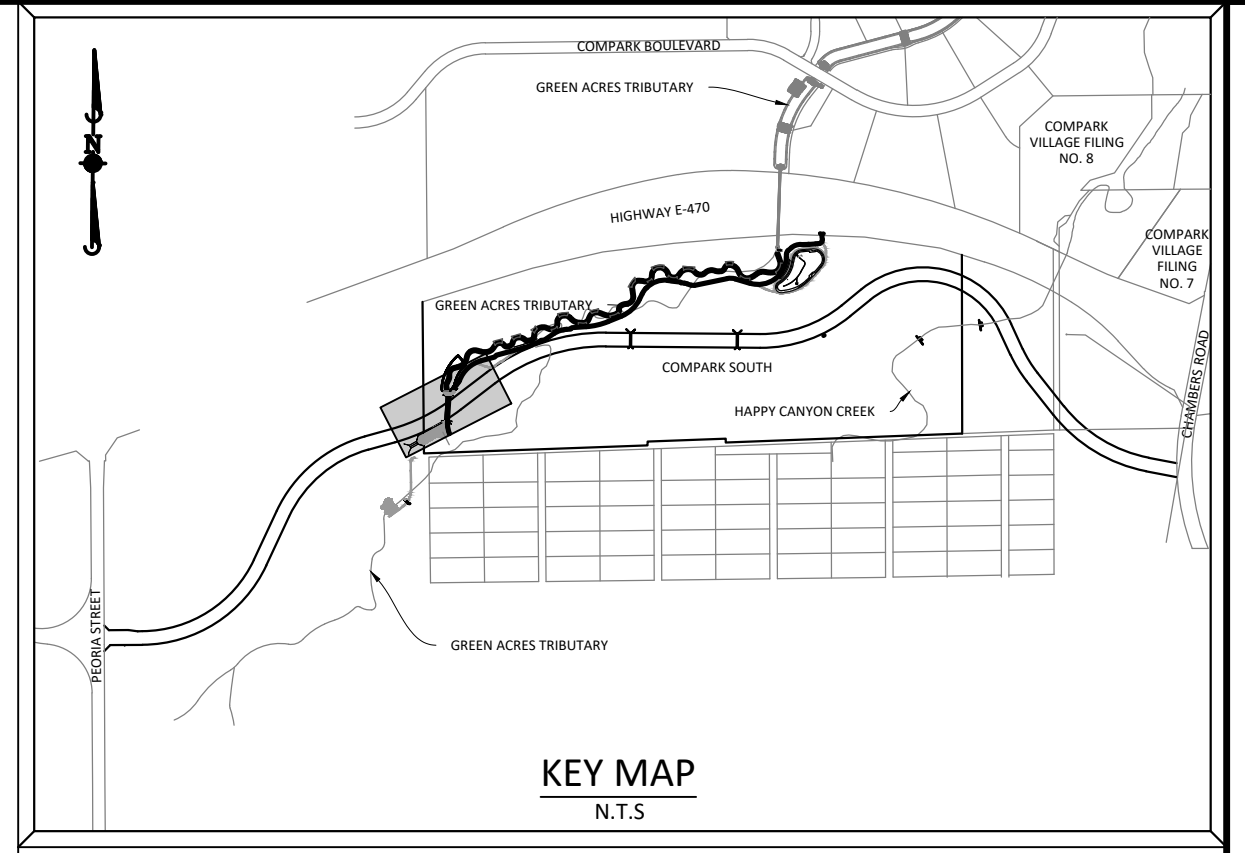 COMPARK BOULEVARD
GREEN ACRES TRIBUTARY
N
COMPARK
VILLAGE FILING
NO. 8
HIGHWAY E-470
COMPARK
VILLAGE
FILING
NO. 7
GREEN ACRES TRIBUTARY
COMPARK SOUTH
CHAMBERS ROAD
HAPPY CANYON CREEK
PEORIA STREET
GREEN ACRES TRIBUTARY
KEY MAP
N.T.S